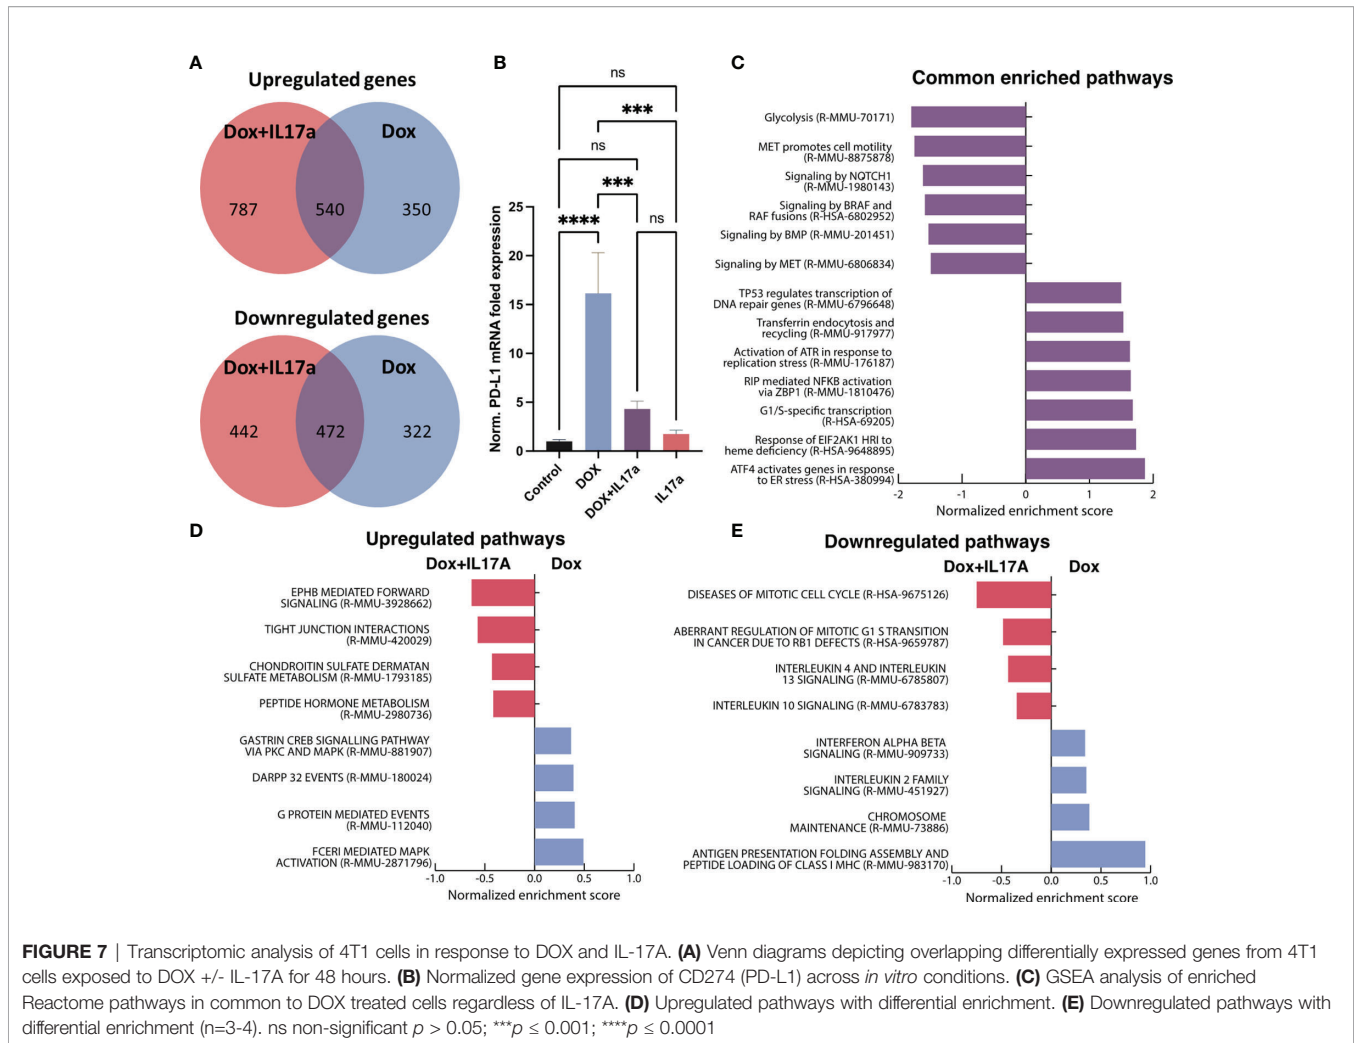 A
Upregulated genes
Dox+IL17a
Dox
787
540
350
Downregulated genes
Dox+IL17a
Dox
442
472
322
B
ns
***
ns
***
ns
****
Norm. PD-L1 mRNA foled expression
25
20
15
10
5
0
Control
DOX
DOX+IL17a
IL17a
C
Common enriched pathways
Glycolysis (R-MMU-70171)
MET promotes cell motility
(R-MMU-8875878)
Signaling by NOTCH1
(R-MMU-1980143)
Signaling by BRAF and
RAF fusions (R-HSA-6802952)
Signaling by BMP (R-MMU-201451)
Signaling by MET (R-MMU-6806834)
TP53 regulates transcription of
DNA repair genes (R-MMU-6796648)
Transferrin endocytosis and
recycling (R-MMU-917977)
Activation of ATR in response to
replication stress (R-MMU-176187)
RIP mediated NFKB activation
via ZBP1 (R-MMU-1810476)
G1/S-specific transcription
(R-HSA-69205)
Response of EIF2AK1 HRI to
heme deficiency (R-HSA-9648895)
ATF4 activates genes in response
to ER stress (R-HSA-380994)
-2 -1 0 1 2
Normalized enrichment score
D
Upregulated pathways
Dox+IL17A Dox
EPHB MEDIATED FORWARD
SIGNALING (R-MMU-3928662)
TIGHT JUNCTION INTERACTIONS
(R-MMU-420029)
CHONDROITIN SULFATE DERMATAN
SULFATE METABOLISM (R-MMU-1793185)
PEPTIDE HORMONE METABOLISM
(R-MMU-2980736)
GASTRIN CREB SIGNALLING PATHWAY
VIA PKC AND MAPK (R-MMU-881907)
DARPP 32 EVENTS (R-MMU-180024)
G PROTEIN MEDIATED EVENTS
(R-MMU-112040)
FCERI MEDIATED MAPK
ACTIVATION (R-MMU-2871796)
-1.0 -0.5 0.0 0.5 1.0
Normalized enrichment score
E
Downregulated pathways
Dox+IL17A Dox
DISEASES OF MITOTIC CELL CYCLE (R-HSA-9675126)
ABERRANT REGULATION OF MITOTIC G1 S TRANSITION
IN CANCER DUE TO RB1 DEFECTS (R-HSA-9659787)
INTERLEUKIN 4 AND INTERLEUKIN
13 SIGNALING (R-MMU-6785807)
INTERLEUKIN 10 SIGNALING (R-MMU-6783783)
INTERFERON ALPHA BETA
SIGNALING (R-MMU-909733)
INTERLEUKIN 2 FAMILY
SIGNALING (R-MMU-451927)
CHROMOSOME
MAINTENANCE (R-MMU-73886)
ANTIGEN PRESENTATION FOLDING ASSEMBLY AND
PEPTIDE LOADING OF CLASS I MHC (R-MMU-983170)
-1.0 -0.5 0.0 0.5 1.0
Normalized enrichment score
FIGURE 7 | Transcriptomic analysis of 4T1 cells in response to DOX and IL-17A. (A) Venn diagrams depicting overlapping differentially expressed genes from 4T1
cells exposed to DOX +/- IL-17A for 48 hours. (B) Normalized gene expression of CD274 (PD-L1) across in vitro conditions. (C) GSEA analysis of enriched
Reactome pathways in common to DOX treated cells regardless of IL-17A. (D) Upregulated pathways with differential enrichment. (E) Downregulated pathways with
differential enrichment (n=3-4). ns non-significant p > 0.05; ***p ≤ 0.001; ****p ≤ 0.0001